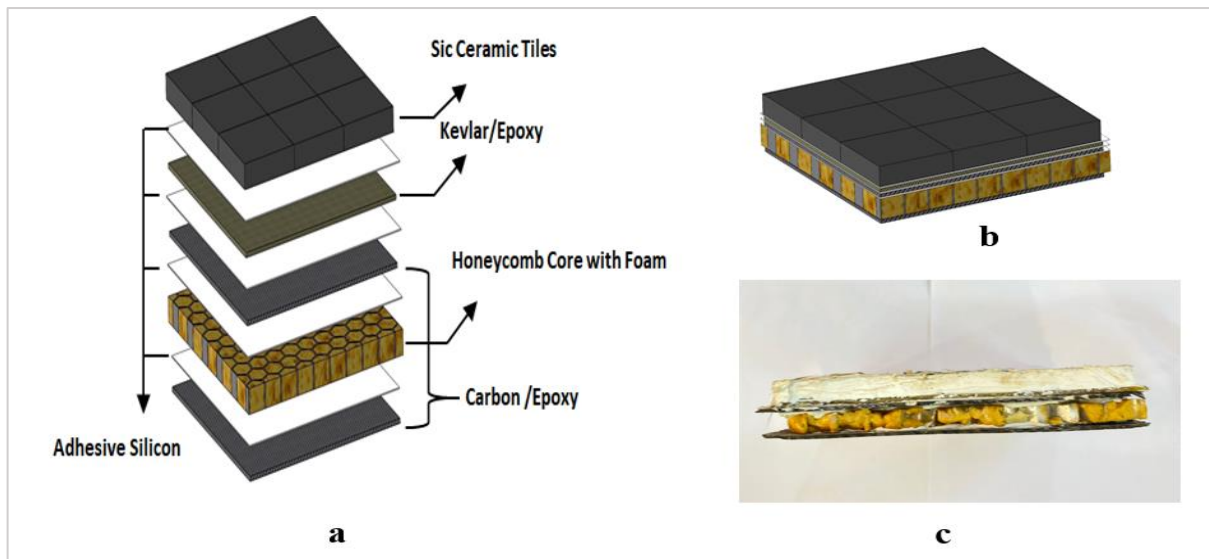 Sic Ceramic Tiles
Kevlar/Epoxy
Honeycomb Core with Foam
Carbon /Epoxy
Adhesive Silicon
a
b
c